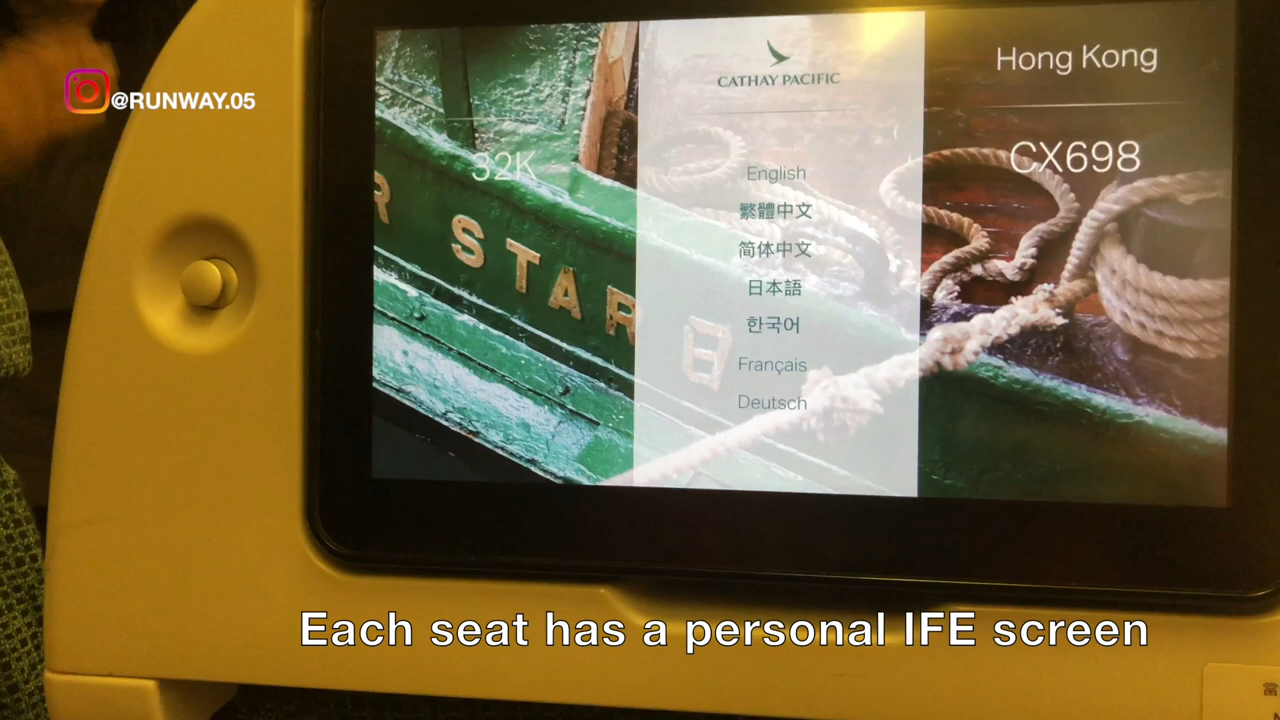 @RUNWAY.05
32K
CATHAY PACIFIC
English
繁體中文
简体中文
日本語
한국어
Français
Deutsch
Hong Kong
CX698
R STAR B
Each seat has a personal IFE screen